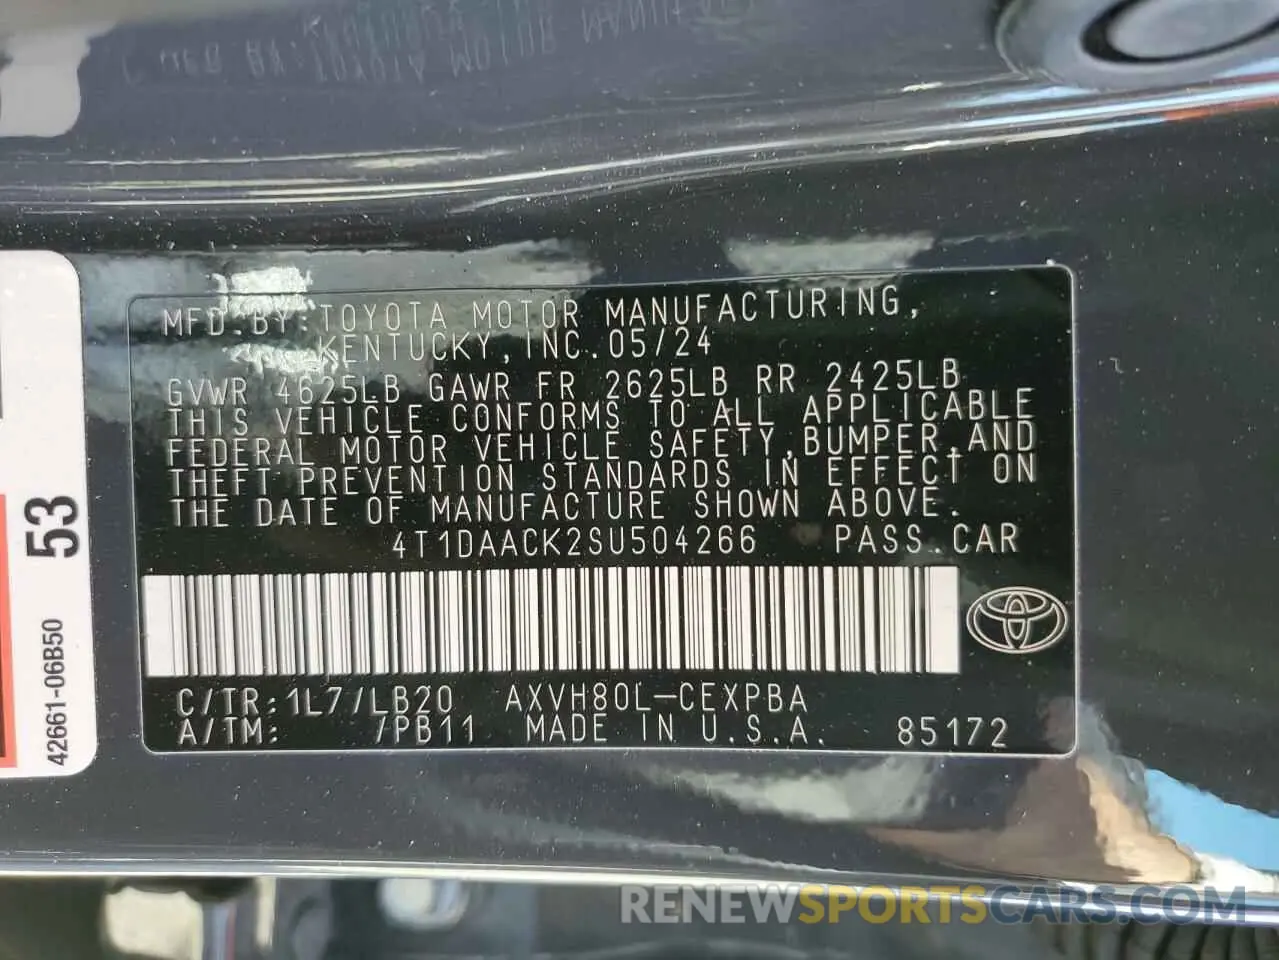 MFD.BY:TOYOTA MOTOR MANUFACTURING,
KENTUCKY,INC.05/24
GVWR 4625LB GAWR FR 2625LB RR 2425LB
THIS VEHICLE CONFORMS TO ALL APPLICABLE
FEDERAL MOTOR VEHICLE SAFETY,BUMPER,AND
THEFT PREVENTION STANDARDS IN EFFECT ON
THE DATE OF MANUFACTURE SHOWN ABOVE.
4T1DAACK2SU504266 PASS.CAR
C/TR:1L7/LB20 AXVH80L-CEXPBA
A/TM: /PB11 MADE IN U.S.A. 85172
53
42661-06B50
RENEWSPORTSCARS.COM